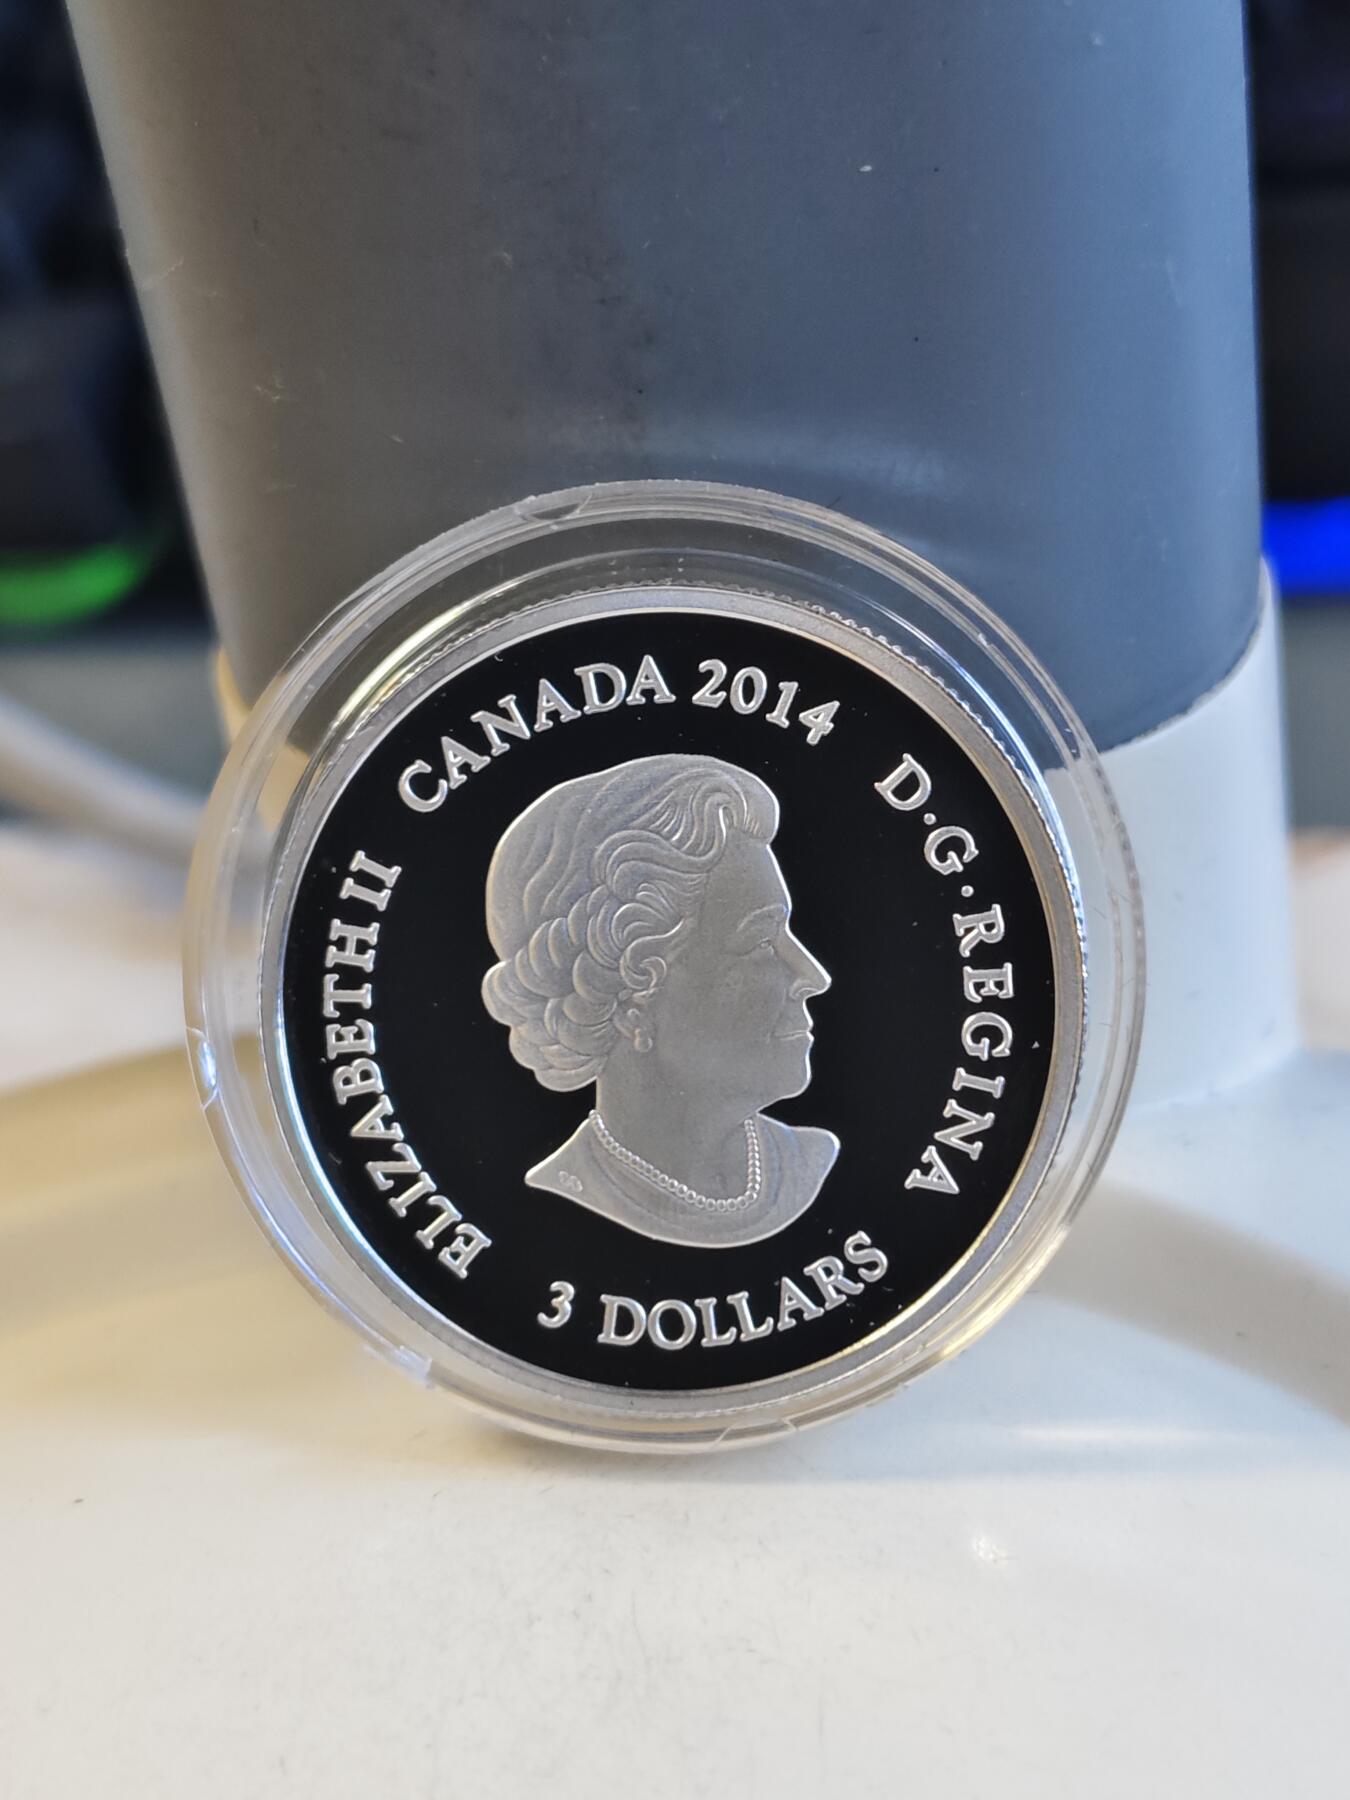 ELIZABETH II
CANADA 2014
D·G·REGINA
3 DOLLARS